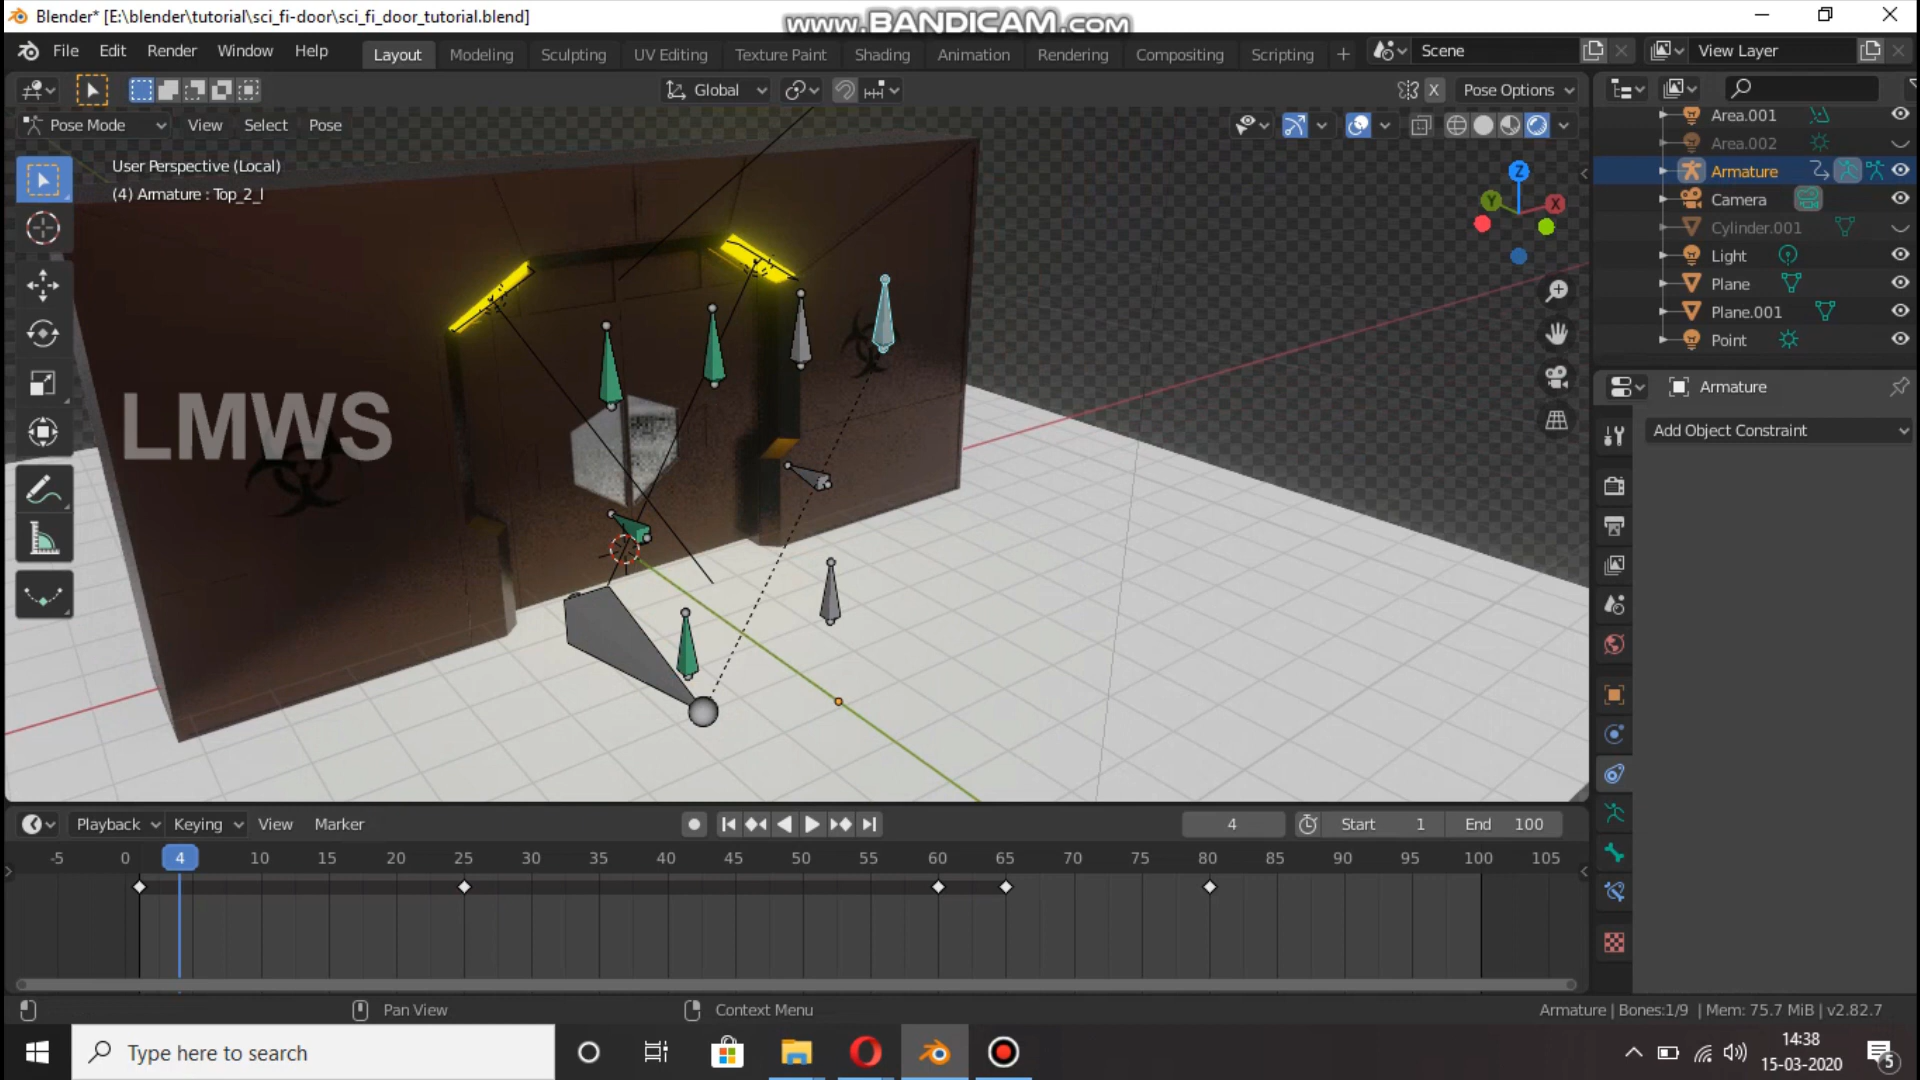 Blender* [E:\blender\tutorial\sci_fi-door\sci_fi_door_tutorial.blend]
www.BANDICAM.com
File Edit Render Window Help
Layout Modeling Sculpting UV Editing Texture Paint Shading Animation Rendering Compositing Scripting +
Scene
View Layer
Global
X
Pose Options
Pose Mode View Select Pose
User Perspective (Local)
(4) Armature : Top_2_l
Z
Y
X
LMWS
Area.001
Area.002
Armature
Camera
Cylinder.001
Light
Plane
Plane.001
Point
Armature
Add Object Constraint
Playback Keying View Marker
4
Start 1
End 100
-5 0 4 10 15 20 25 30 35 40 45 50 55 60 65 70 75 80 85 90 95 100 105
Pan View
Context Menu
Armature | Bones:1/9 | Mem: 75.7 MiB | v2.82.7
Type here to search
14:38
15-03-2020
5